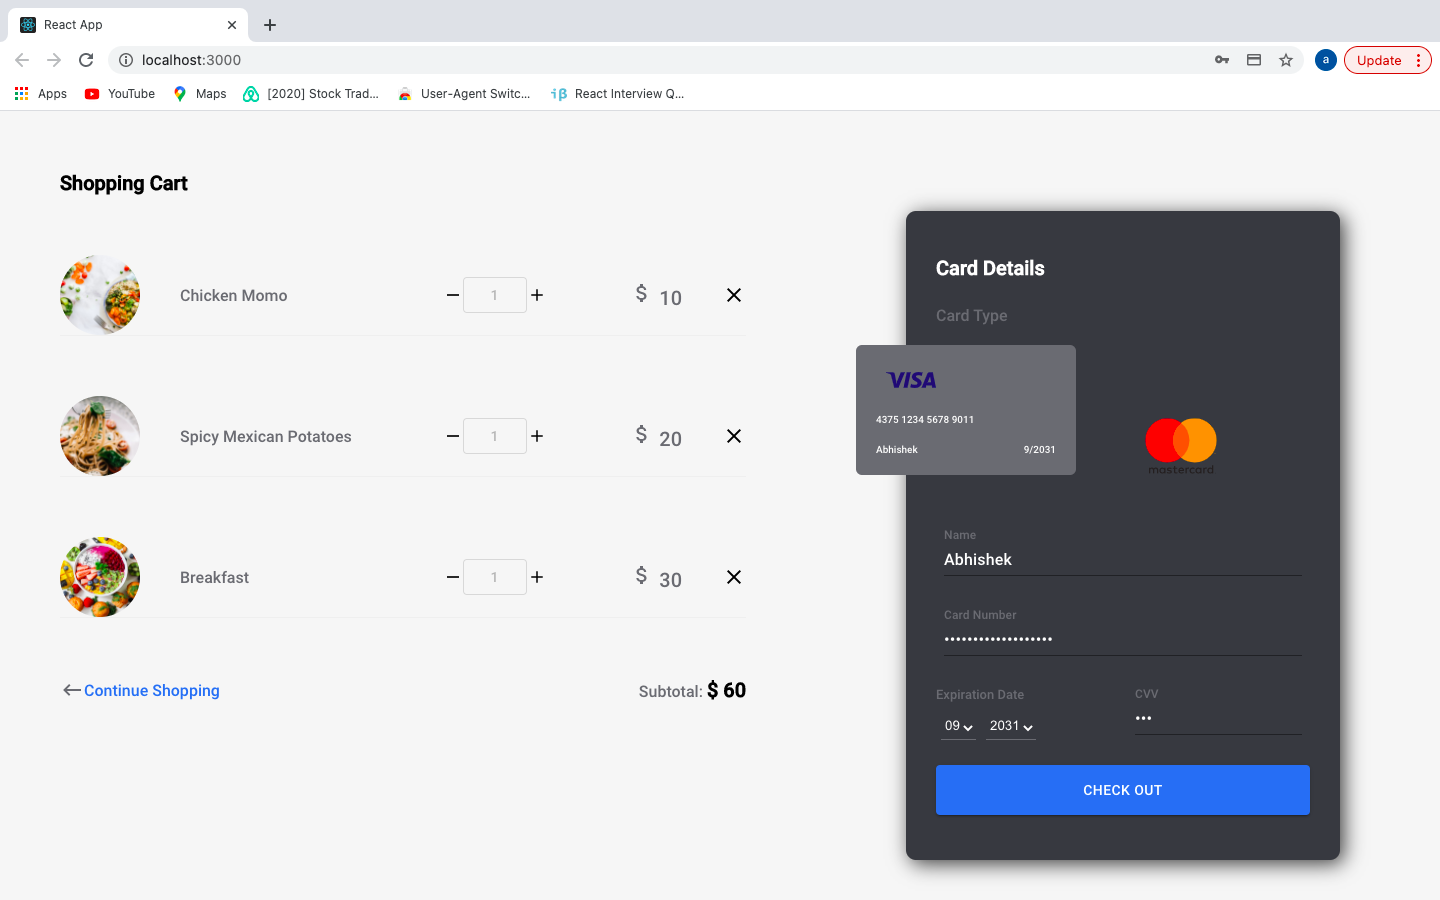 React App
localhost:3000
a
Update
Apps
YouTube
Maps
[2020] Stock Trad...
User-Agent Switc...
iβ
React Interview Q...
Shopping Cart
Chicken Momo
1
$ 10
Spicy Mexican Potatoes
1
$ 20
Breakfast
1
$ 30
Continue Shopping
Subtotal: $ 60
Card Details
Card Type
VISA
4375 1234 5678 9011
Abhishek
9/2031
mastercard
Name
Abhishek
Card Number
•••••••••••••••••••
Expiration Date
CVV
09
2031
•••
CHECK OUT